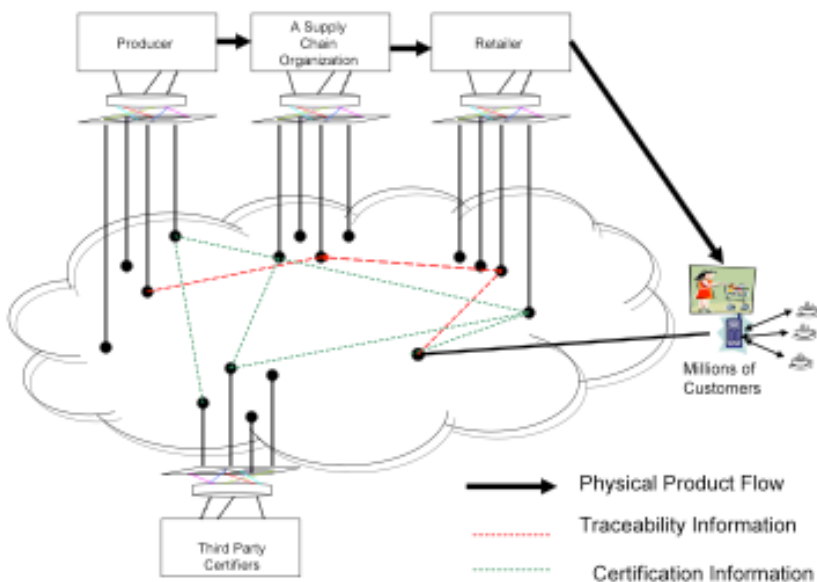 Producer
A Supply
Chain
Organization
Retailer
Millions of
Customers
Third Party
Certifiers
Physical Product Flow
Traceability Information
Certification Information